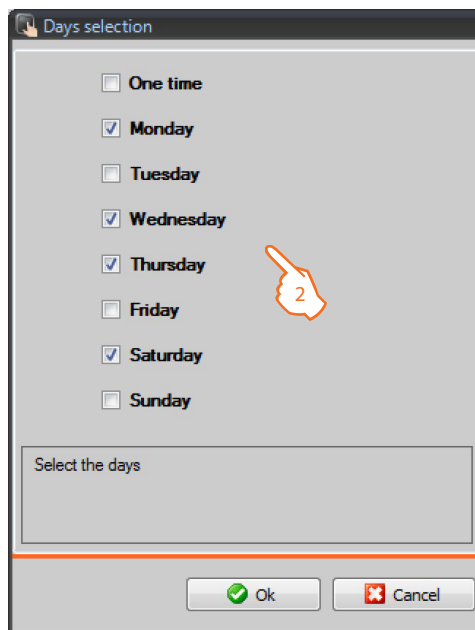 Days selection
One time
Monday
Tuesday
Wednesday
Thursday
2
Friday
Saturday
Sunday
Select the days
Ok Cancel